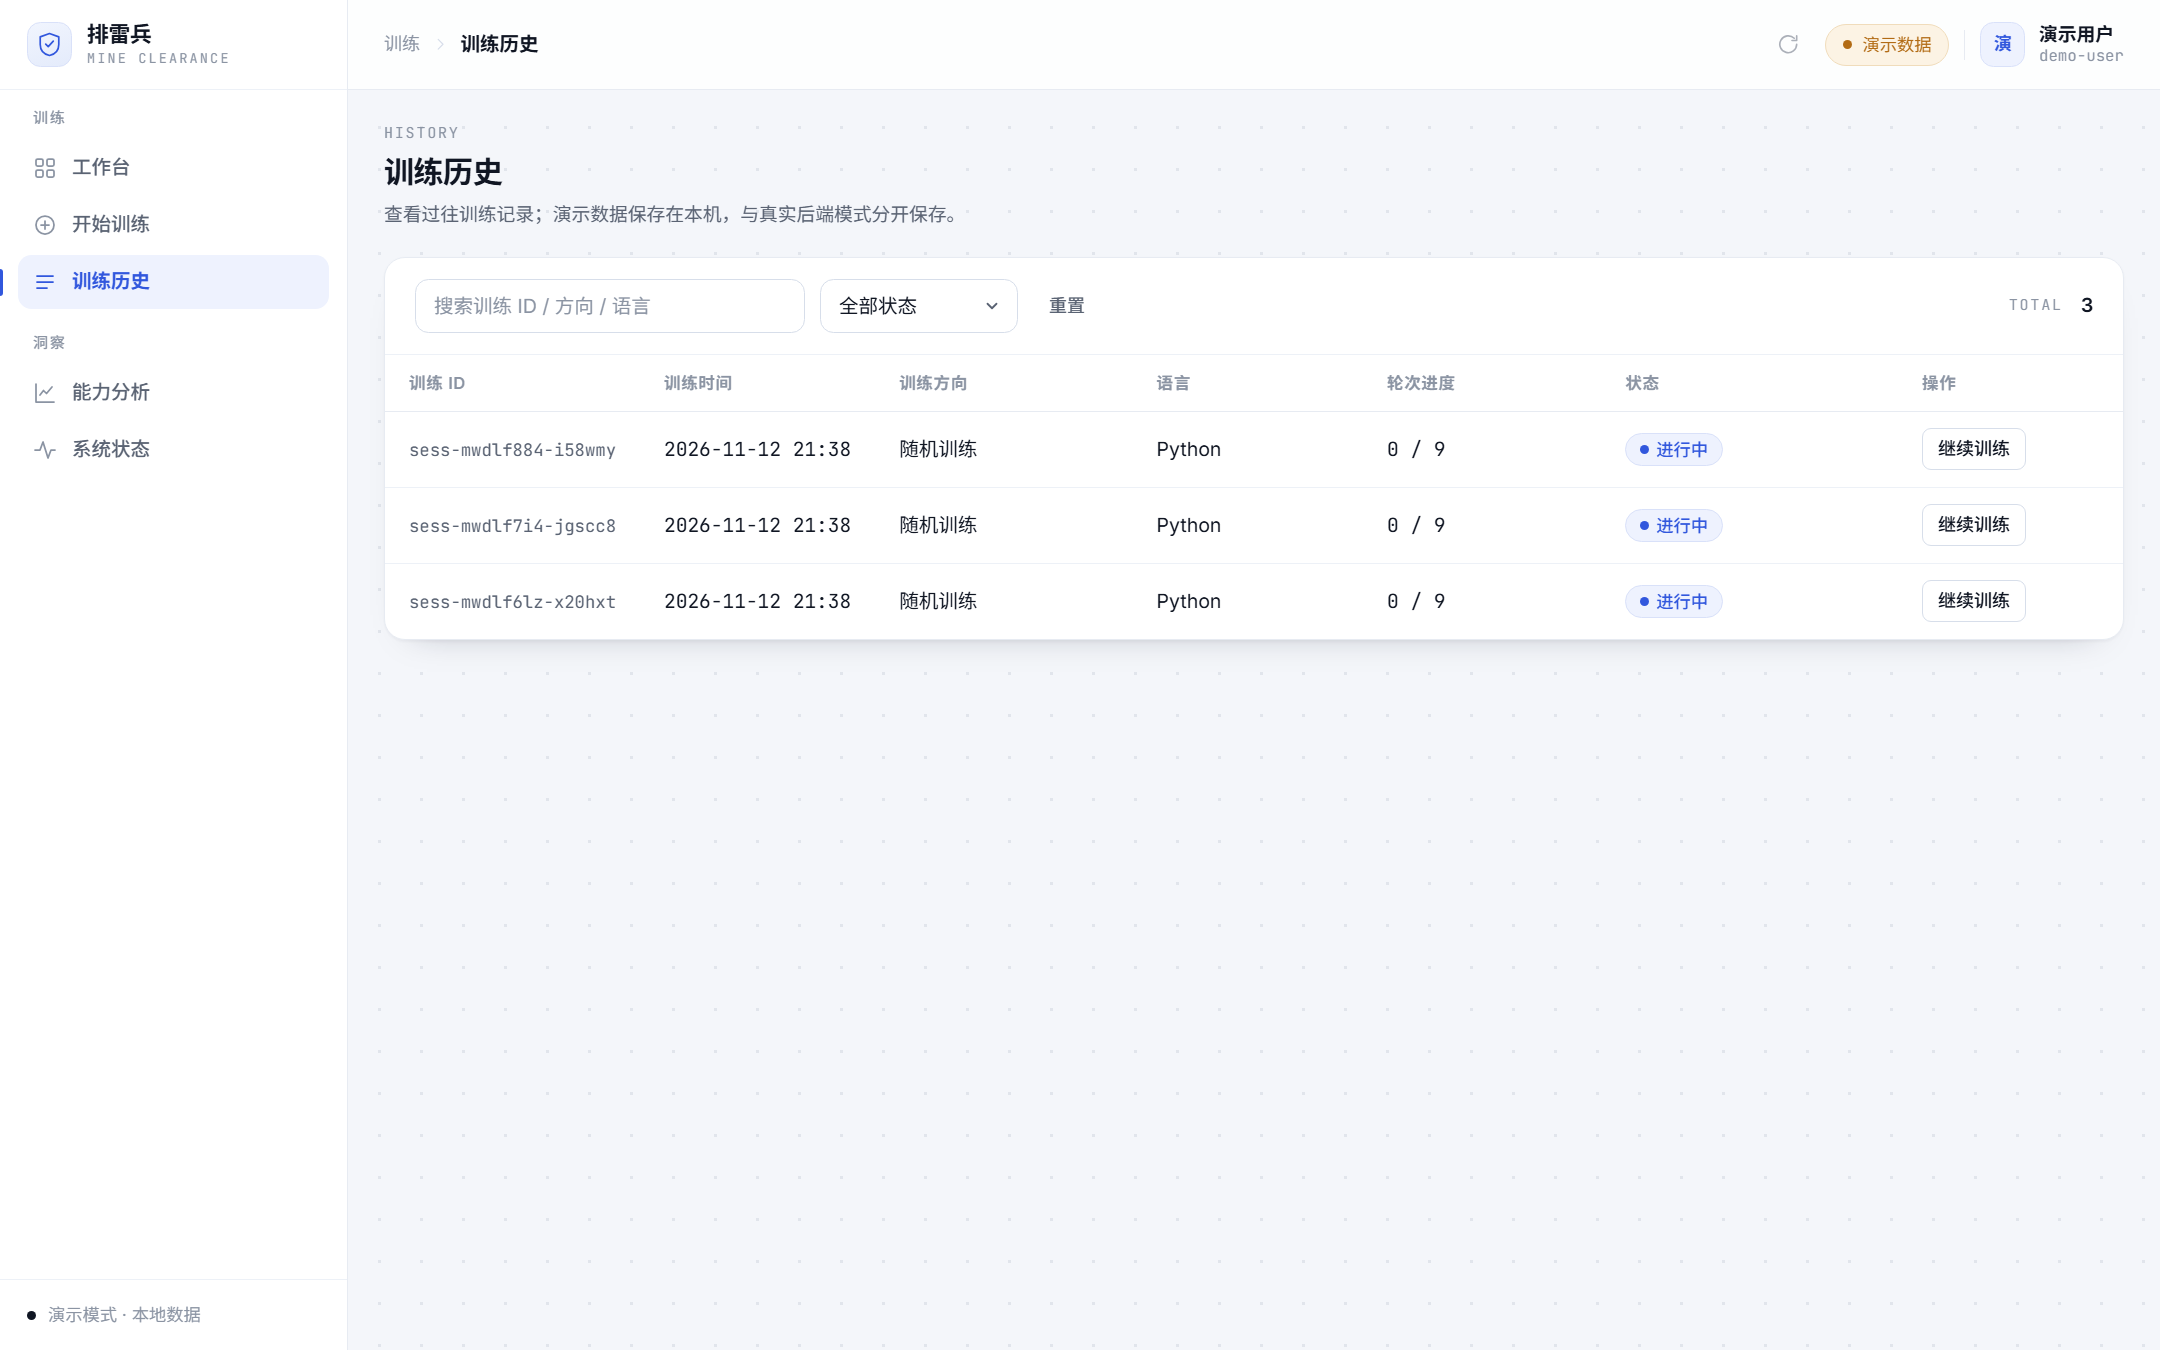 排雷兵
MINE CLEARANCE
训练
工作台
开始训练
训练历史
洞察
能力分析
系统状态
演示模式 · 本地数据
训练 > 训练历史
演示数据
演
演示用户
demo-user
HISTORY
训练历史
查看过往训练记录；演示数据保存在本机，与真实后端模式分开保存。
搜索训练 ID / 方向 / 语言
全部状态
重置
TOTAL 3
训练 ID 训练时间 训练方向 语言 轮次进度 状态 操作
sess-mwdlf884-i58wmy 2026-11-12 21:38 随机训练 Python 0 / 9 进行中 继续训练
sess-mwdlf7i4-jgscc8 2026-11-12 21:38 随机训练 Python 0 / 9 进行中 继续训练
sess-mwdlf6lz-x20hxt 2026-11-12 21:38 随机训练 Python 0 / 9 进行中 继续训练